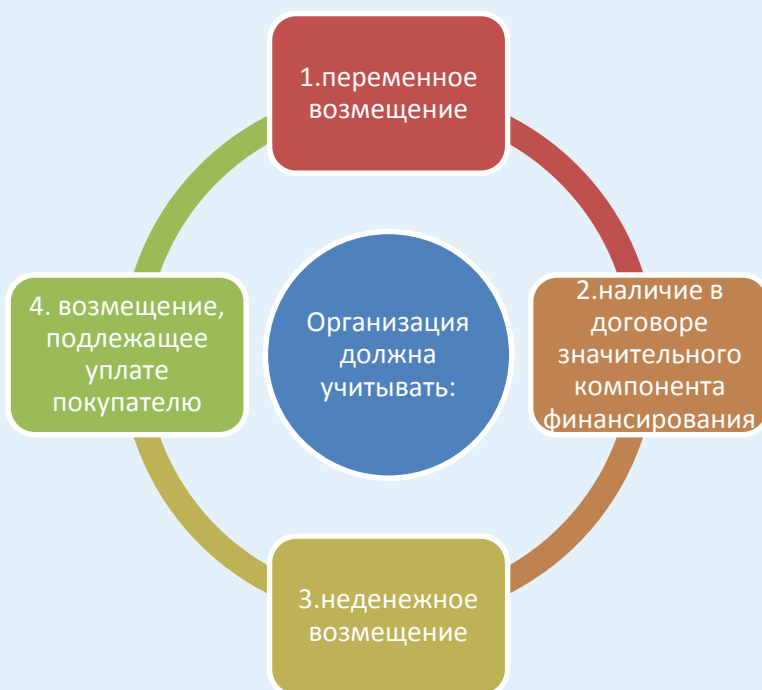 1.переменное
возмещение
2.наличие в
договоре
значительного
компонента
финансирования
3.неденежное
возмещение
4. возмещение,
подлежащее
уплате
покупателю
Организация
должна
учитывать: